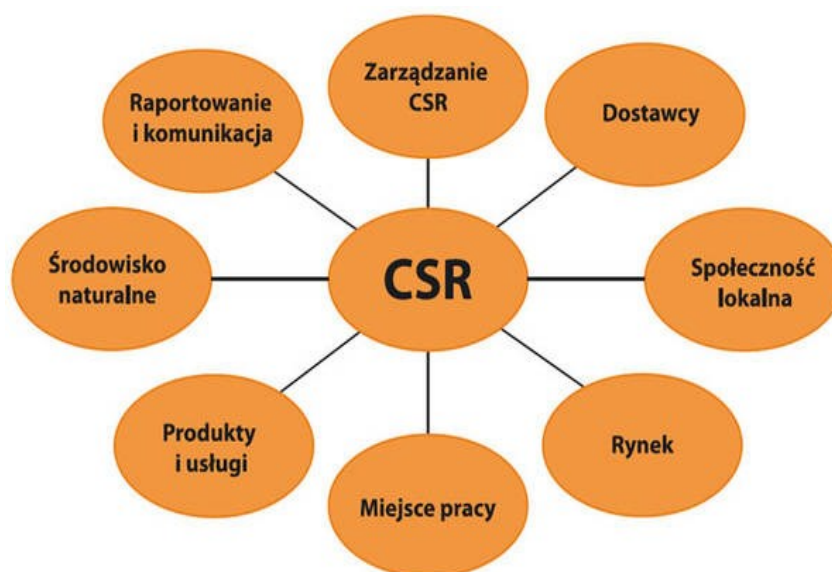 Zarządzanie
CSR
Raportowanie
i komunikacja
Dostawcy
Środowisko
naturalne
CSR
Społeczność
lokalna
Produkty
i usługi
Rynek
Miejsce pracy